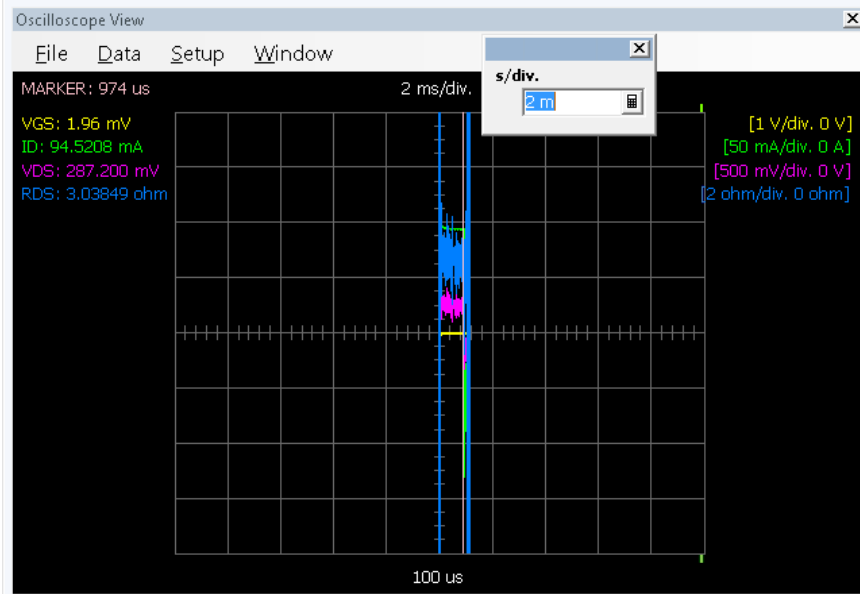 Oscilloscope View
File Data Setup Window
s/div.
2 m
MARKER: 974 us
2 ms/div.
VGS: 1.96 mV
ID: 94.5208 mA
VDS: 287.200 mV
RDS: 3.03849 ohm
[1 V/div. 0 V]
[50 mA/div. 0 A]
[500 mV/div. 0 V]
[2 ohm/div. 0 ohm]
100 us